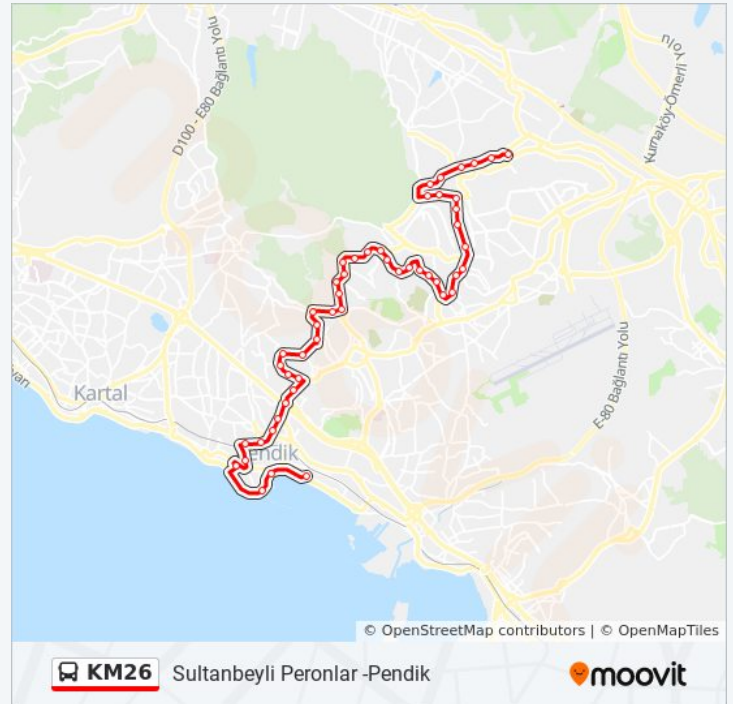 D100 - E80 Bağlantı Yolu
Kurnaköy-Ömerli Yolu
E-80 Bağlantı Yolu
Kartal
Pendik
© OpenStreetMap contributors | © OpenMapTiles
KM26 Sultanbeyli Peronlar -Pendik
moovit